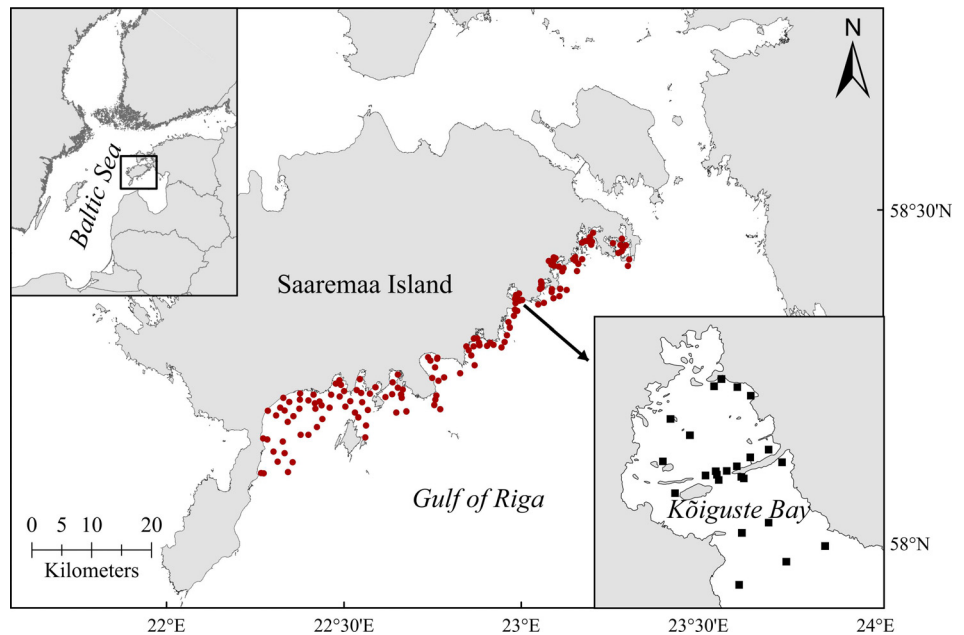 N
Baltic Sea
58°30'N
Saaremaa Island
Gulf of Riga
Kõiguste Bay
0 5 10 20
Kilometers
58°N
22°E 22°30'E 23°E 23°30'E 24°E